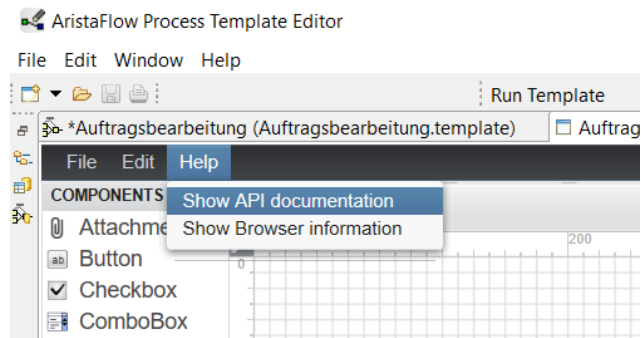 AristaFlow Process Template Editor
File Edit Window Help
Run Template
*Auftragsbearbeitung (Auftragsbearbeitung.template) Auftrag
File Edit Help
COMPONENTS
Show API documentation
Attachme
Show Browser information
200
Button
0
Checkbox
ComboBox